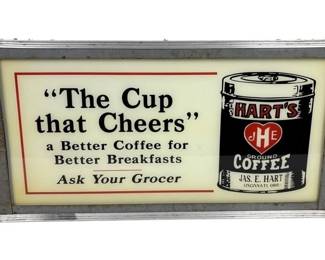 “The Cup
that Cheers”
a Better Coffee for
Better Breakfasts
Ask Your Grocer
HART'S
JHE
GROUND
COFFEE
JAS. E. HART
CINCINNATI, OHIO